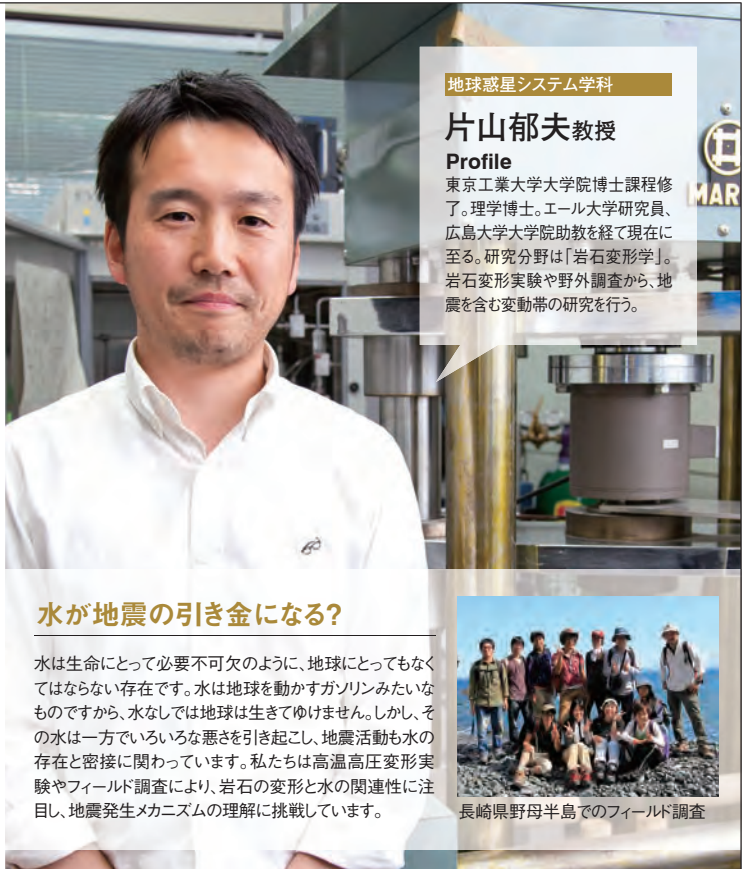 地球惑星システム学科
片山郁夫教授
Profile
東京工業大学大学院博士課程修
了。理学博士。エール大学研究員、
広島大学大学院助教を経て現在に
至る。研究分野は「岩石変形学」。
岩石変形実験や野外調査から、地
震を含む変動帯の研究を行う。
MAR
水が地震の引き金になる?
水は生命にとって必要不可欠のように、地球にとってもなく
てはならない存在です。水は地球を動かすガソリンみたいな
ものですから、水なしでは地球は生きてゆけません。しかし、そ
の水は一方でいろいろな悪さを引き起こし、地震活動も水の
存在と密接に関わっています。私たちは高温高圧変形実
験やフィールド調査により、岩石の変形と水の関連性に注
目し、地震発生メカニズムの理解に挑戦しています。
長崎県野母半島でのフィールド調査